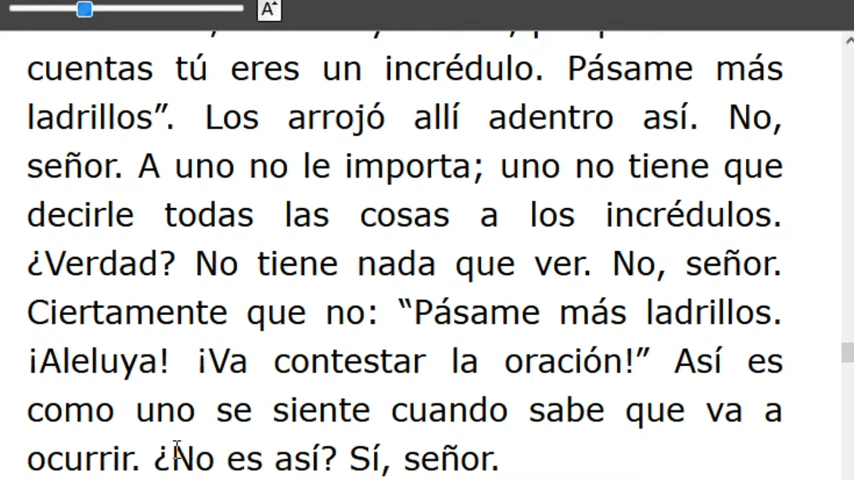 A
cuentas tú eres un incrédulo. Pásame más
ladrillos”. Los arrojó allí adentro así. No,
señor. A uno no le importa; uno no tiene que
decirle todas las cosas a los incrédulos.
¿Verdad? No tiene nada que ver. No, señor.
Ciertamente que no: “Pásame más ladrillos.
¡Aleluya! ¡Va contestar la oración!” Así es
como uno se siente cuando sabe que va a
ocurrir. ¿No es así? Sí, señor.